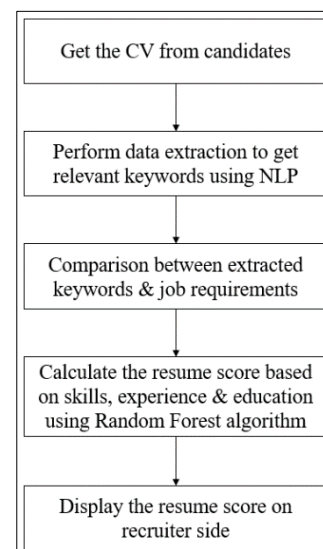 Get the CV from candidates
Perform data extraction to get
relevant keywords using NLP
Comparison between extracted
keywords & job requirements
Calculate the resume score based
on skills, experience & education
using Random Forest algorithm
Display the resume score on
recruiter side